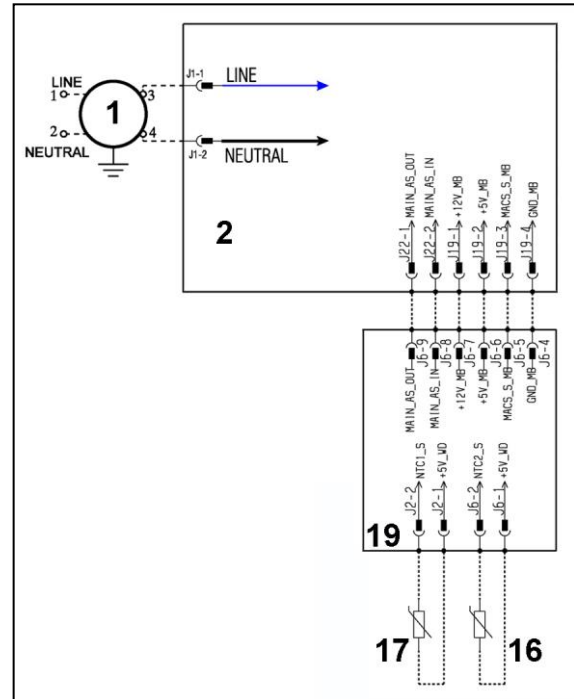 LINE
1
3
1
2
4
NEUTRAL
J1-1
LINE
J1-2
NEUTRAL
2
MAIN_AS_OUT
MAIN_AS_IN
+12V_MB
+5V_MB
MACS_S_MB
GND_MB
J22-1
J22-2
J19-1
J19-2
J19-3
J19-4
J6-9
J6-8
J6-7
J6-6
J6-5
J6-4
MAIN_AS_OUT
MAIN_AS_IN
+12V_MB
+5V_MB
MACS_S_MB
GND_MB
NTC1_S
+5V_WD
NTC2_S
+5V_WD
J2-2
J2-1
J6-2
J6-1
19
17
16